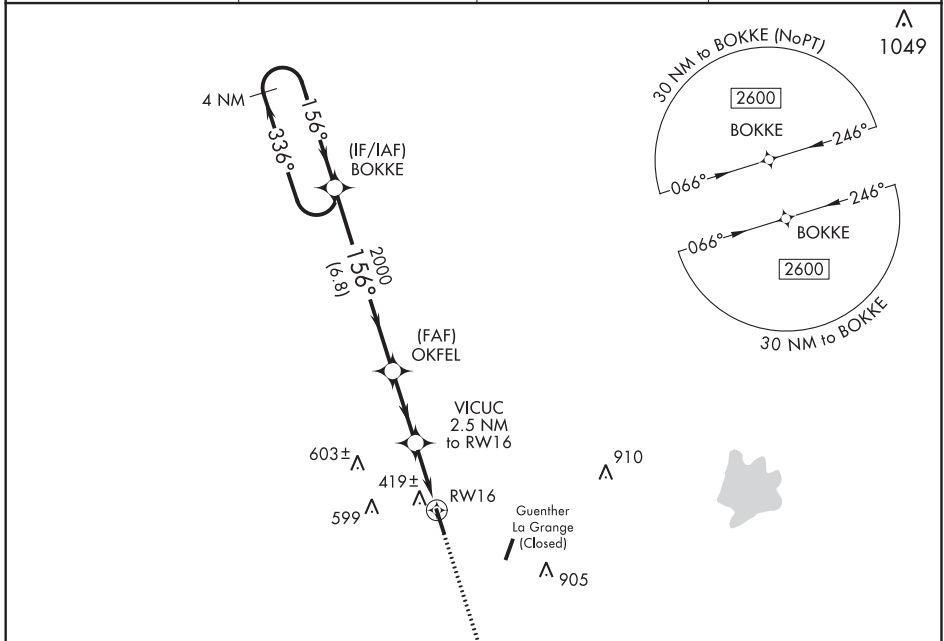 1049
30 NM to BOKKE (NoPT)
2600
BOKKE
246°
066°
246°
066°
BOKKE
2600
30 NM to BOKKE
4 NM
156°
336°
(IF/IAF)
BOKKE
2000
156°
(6.8)
(FAF)
OKFEL
VICUC
2.5 NM
to RW16
603±
419±
RW16
599
910
Guenther
La Grange
(Closed)
905